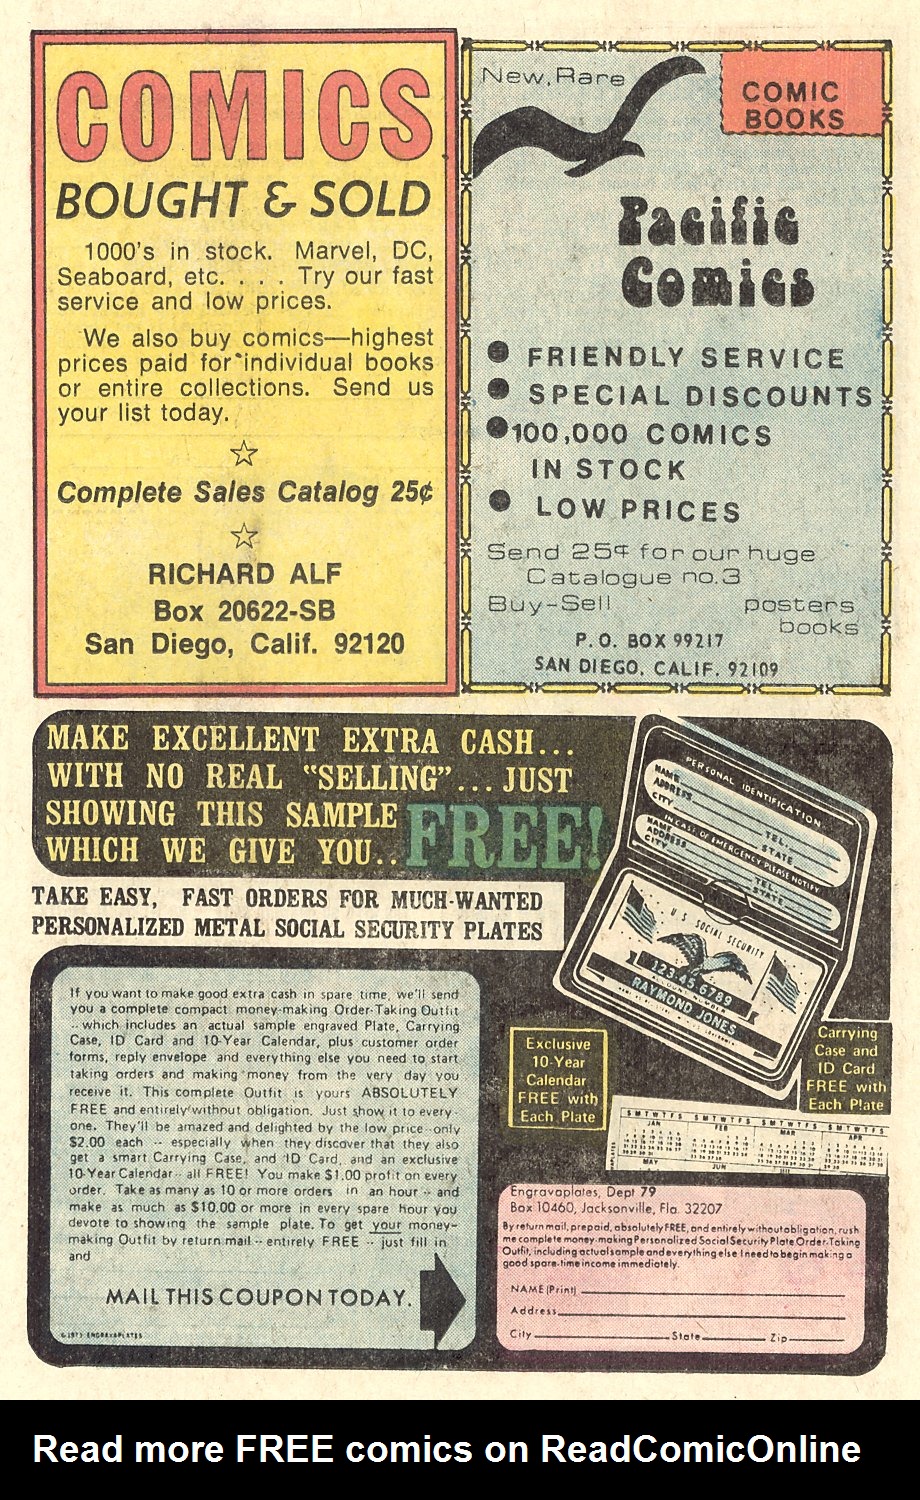 COMICS
BOUGHT & SOLD
1000's in stock. Marvel, DC,
Seaboard, etc. . . . Try our fast
service and low prices.
We also buy comics—highest
prices paid for individual books
or entire collections. Send us
your list today.
Complete Sales Catalog 25¢
RICHARD ALF
Box 20622-SB
San Diego, Calif. 92120
New, Rare
COMIC
BOOKS
Pacific
Comics
● FRIENDLY SERVICE
● SPECIAL DISCOUNTS
● 100,000 COMICS
IN STOCK
● LOW PRICES
Send 25¢ for our huge
Catalogue no.3
Buy-Sell posters
books
P.O. BOX 99217
SAN DIEGO, CALIF. 92109
MAKE EXCELLENT EXTRA CASH...
WITH NO REAL "SELLING"...JUST
SHOWING THIS SAMPLE
WHICH WE GIVE YOU.. FREE!
TAKE EASY, FAST ORDERS FOR MUCH-WANTED
PERSONALIZED METAL SOCIAL SECURITY PLATES
PERSONAL IDENTIFICATION
NAME
ADDRESS
CITY
TEL.
STATE
IN CASE OF EMERGENCY PLEASE NOTIFY
NAME
ADDRESS
CITY
TEL.
STATE
US SOCIAL SECURITY
123-45-6789
RAYMOND JONES
If you want to make good extra cash in spare time, we'll send
you a complete compact money-making Order-Taking Outfit
-- which includes an actual sample engraved Plate, Carrying
Case, ID Card and 10-Year Calendar, plus customer order
forms, reply envelope and everything else you need to start
taking orders and making money from the very day you
receive it. This complete Outfit is yours ABSOLUTELY
FREE and entirely without obligation. Just show it to every-
one. They'll be amazed and delighted by the low price --only
$2.00 each -- especially when they discover that they also
get a smart Carrying Case, and ID Card, and an exclusive
10-Year Calendar-- all FREE! You make $1.00 profit on every
order. Take as many as 10 or more orders in an hour -- and
make as much as $10.00 or more in every spare hour you
devote to showing the sample plate. To get your money-
making Outfit by return mail -- entirely FREE -- just fill in
and
MAIL THIS COUPON TODAY.
© 1975 ENGRAVAPLATES
Exclusive
10-Year
Calendar
FREE with
Each Plate
Carrying
Case and
ID Card
FREE with
Each Plate
S M T W T F S S M T W T F S S M T W T F S S M T W T F S
JAN FEB MAR APR
MAY JUN
Engravaplates, Dept 79
Box 10460, Jacksonville, Fla. 32207
By return mail, prepaid, absolutely FREE, and entirely without obligation, rush
me complete money-making Personalized Social Security Plate Order-Taking
Outfit, including actual sample and everything else I need to begin making a
good spare-time income immediately.
NAME (Print)
Address
City State Zip
Read more FREE comics on ReadComicOnline